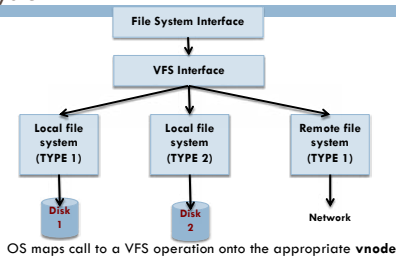 File System Interface
VFS Interface
Local file
system
(TYPE 1)
Local file
system
(TYPE 2)
Remote file
system
(TYPE 1)
Disk
1
Disk
2
Network
OS maps call to a VFS operation onto the appropriate vnode